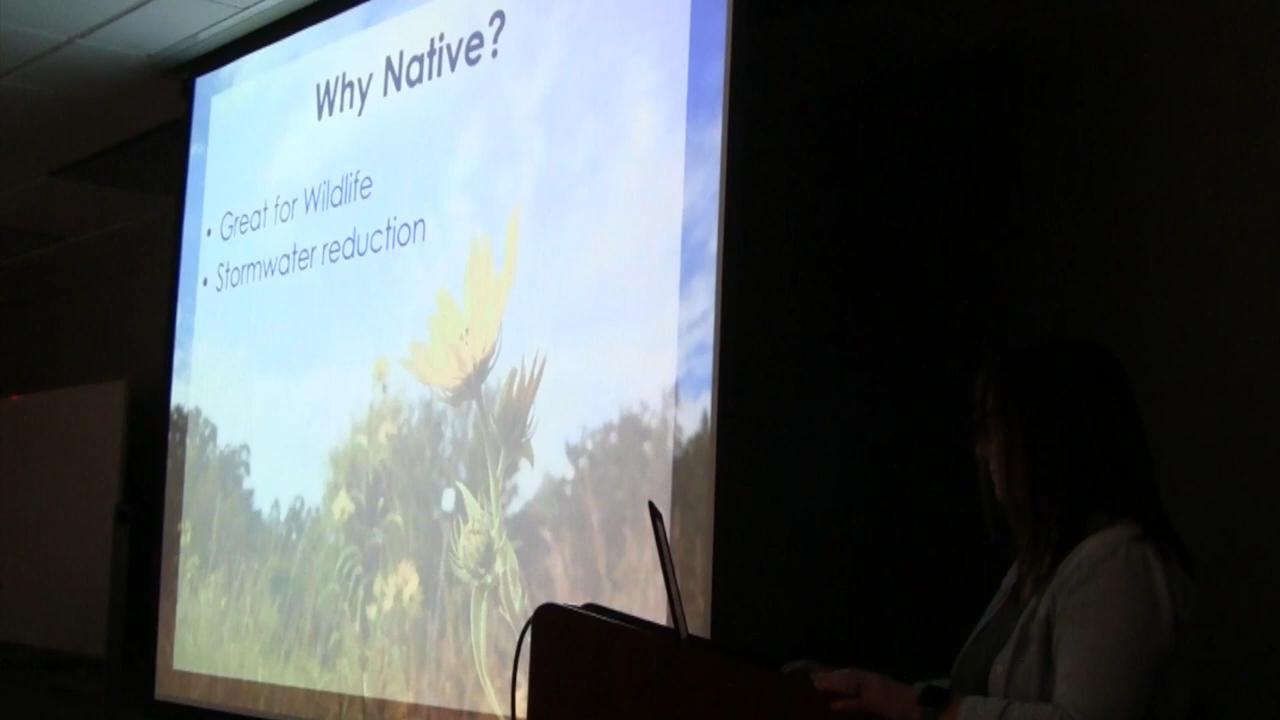 Why Native?
• Great for Wildlife
• Stormwater reduction